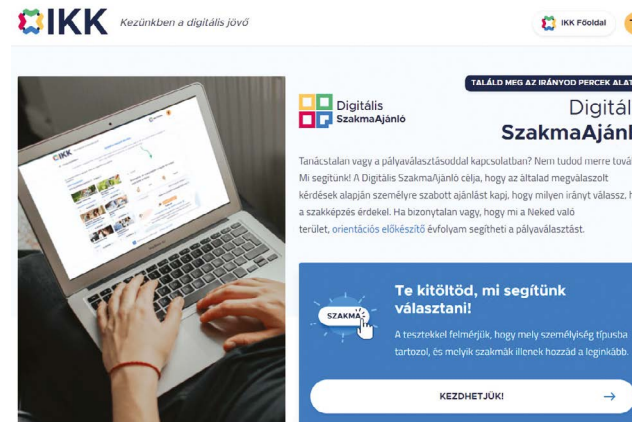 IKK
Kezünkben a digitális jövő
IKK Főoldal
TALÁLD MEG AZ IRÁNYOD PERCEK ALAT
Digitális
SzakmaAjánló
Digitál
SzakmaAjánl
Tanácstalan vagy a pályaválasztásoddal kapcsolatban? Nem tudod merre tová
Mi segítünk! A Digitális SzakmaAjánló célja, hogy az általad megválaszolt
kérdések alapján személyre szabott ajánlást kapj, hogy milyen irányt válassz, h
a szakképzés érdekel. Ha bizonytalan vagy, hogy mi a Neked való
terület, orientációs előkészítő évfolyam segítheti a pályaválasztást.
Te kitöltöd, mi segítünk
választani!
SZAKMA
A tesztekkel felmérjük, hogy mely személyiség típusba
tartozol, és melyik szakmák illenek hozzád a leginkább.
KEZDHETJÜK!